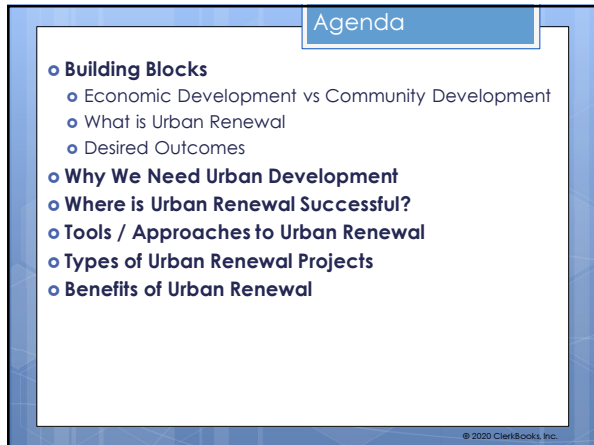 Agenda
Building Blocks
Economic Development vs Community Development
What is Urban Renewal
Desired Outcomes
Why We Need Urban Development
Where is Urban Renewal Successful?
Tools / Approaches to Urban Renewal
Types of Urban Renewal Projects
Benefits of Urban Renewal
© 2020 ClerkBooks, Inc.